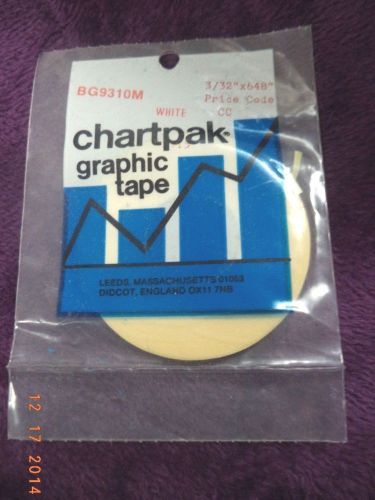 BG9310M
3/32"x648"
Price Code
WHITE CC
chartpak®
graphic
tape
LEEDS, MASSACHUSETTS 01053
DIDCOT, ENGLAND OX11 7NB
12 17 2014